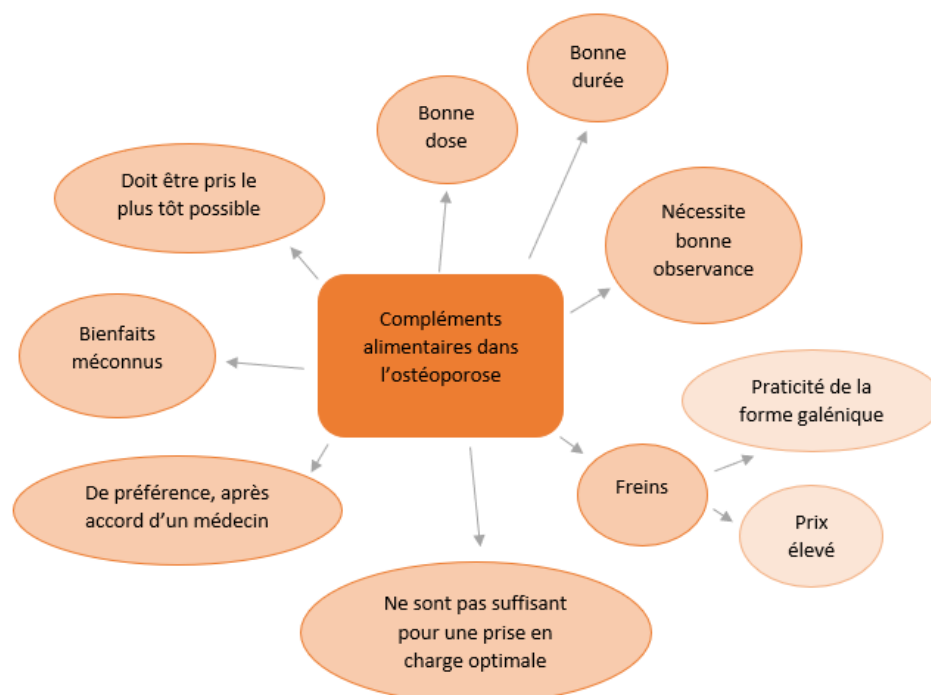 Bonne
durée
Bonne
dose
Doit être pris le
plus tôt possible
Nécessite
bonne
observance
Compléments
alimentaires dans
l'ostéoporose
Bienfaits
méconnus
Praticité de la
forme galénique
Freins
De préférence, après
accord d'un médecin
Prix
élevé
Ne sont pas suffisant
pour une prise en
charge optimale